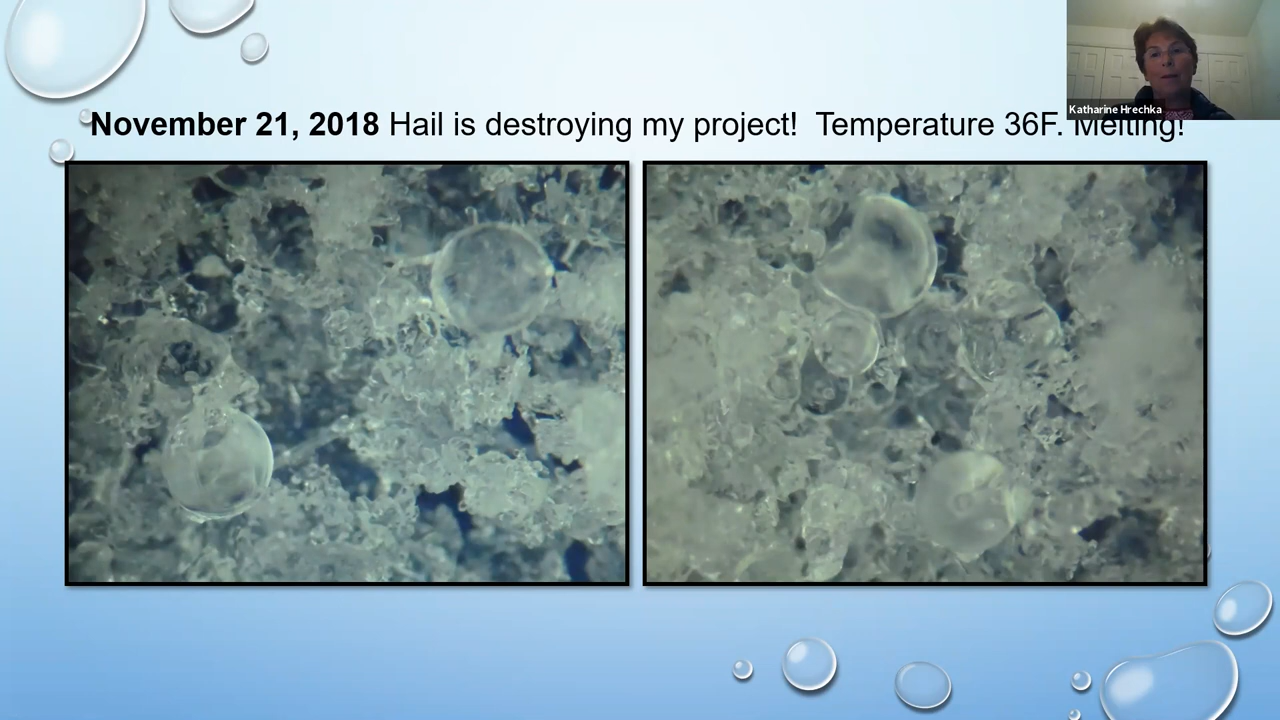 Katharine Hrechka
November 21, 2018 Hail is destroying my project!  Temperature 36F. Melting!